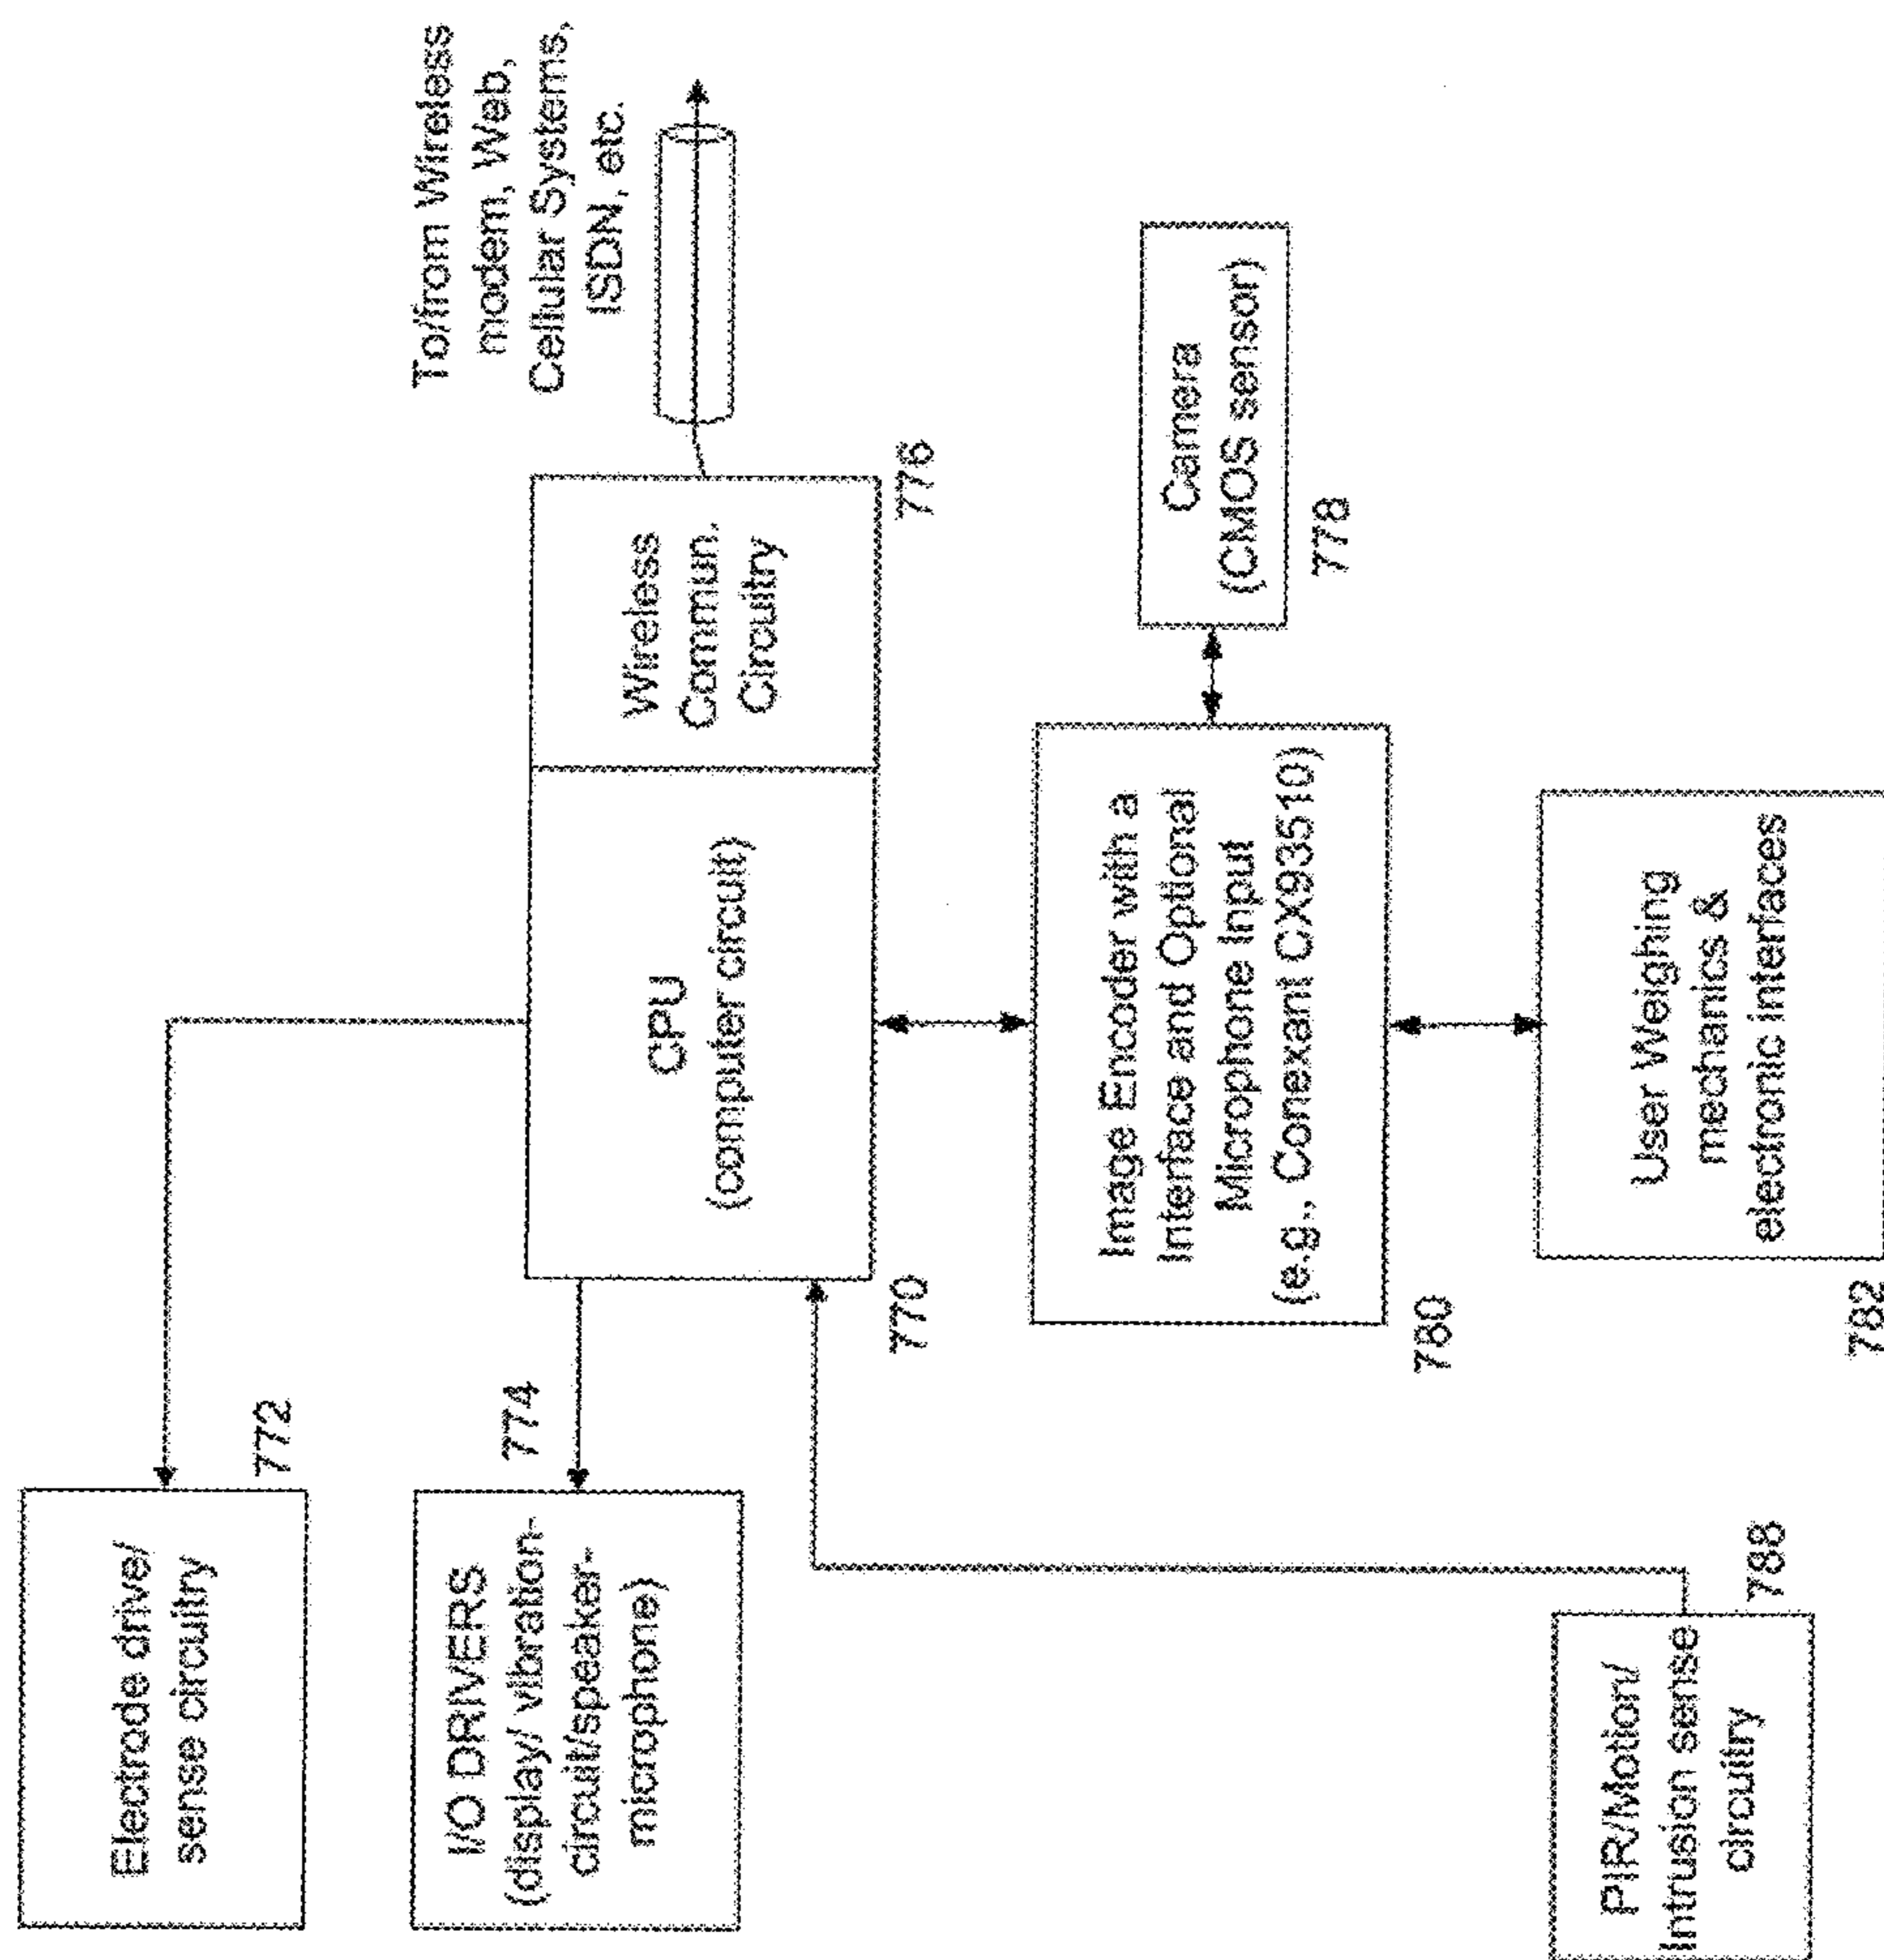 Electrode drive/
sense circuitry
772
I/O DRIVERS
(display/ vibration-
circuit/speaker-
microphone)
774
To/from Wireless
modem, Web,
Cellular Systems,
ISDN, etc.
CPU
(computer circuit)
770
Wireless
Commun.
Circuitry
776
Camera
(CMOS sensor)
778
Image Encoder with a
Interface and Optional
Microphone Input
(e.g., Conexant CX93510)
780
PIR/Motion/
Intrusion sense
circuitry
788
User Weighing
mechanics &
electronic interfaces
782